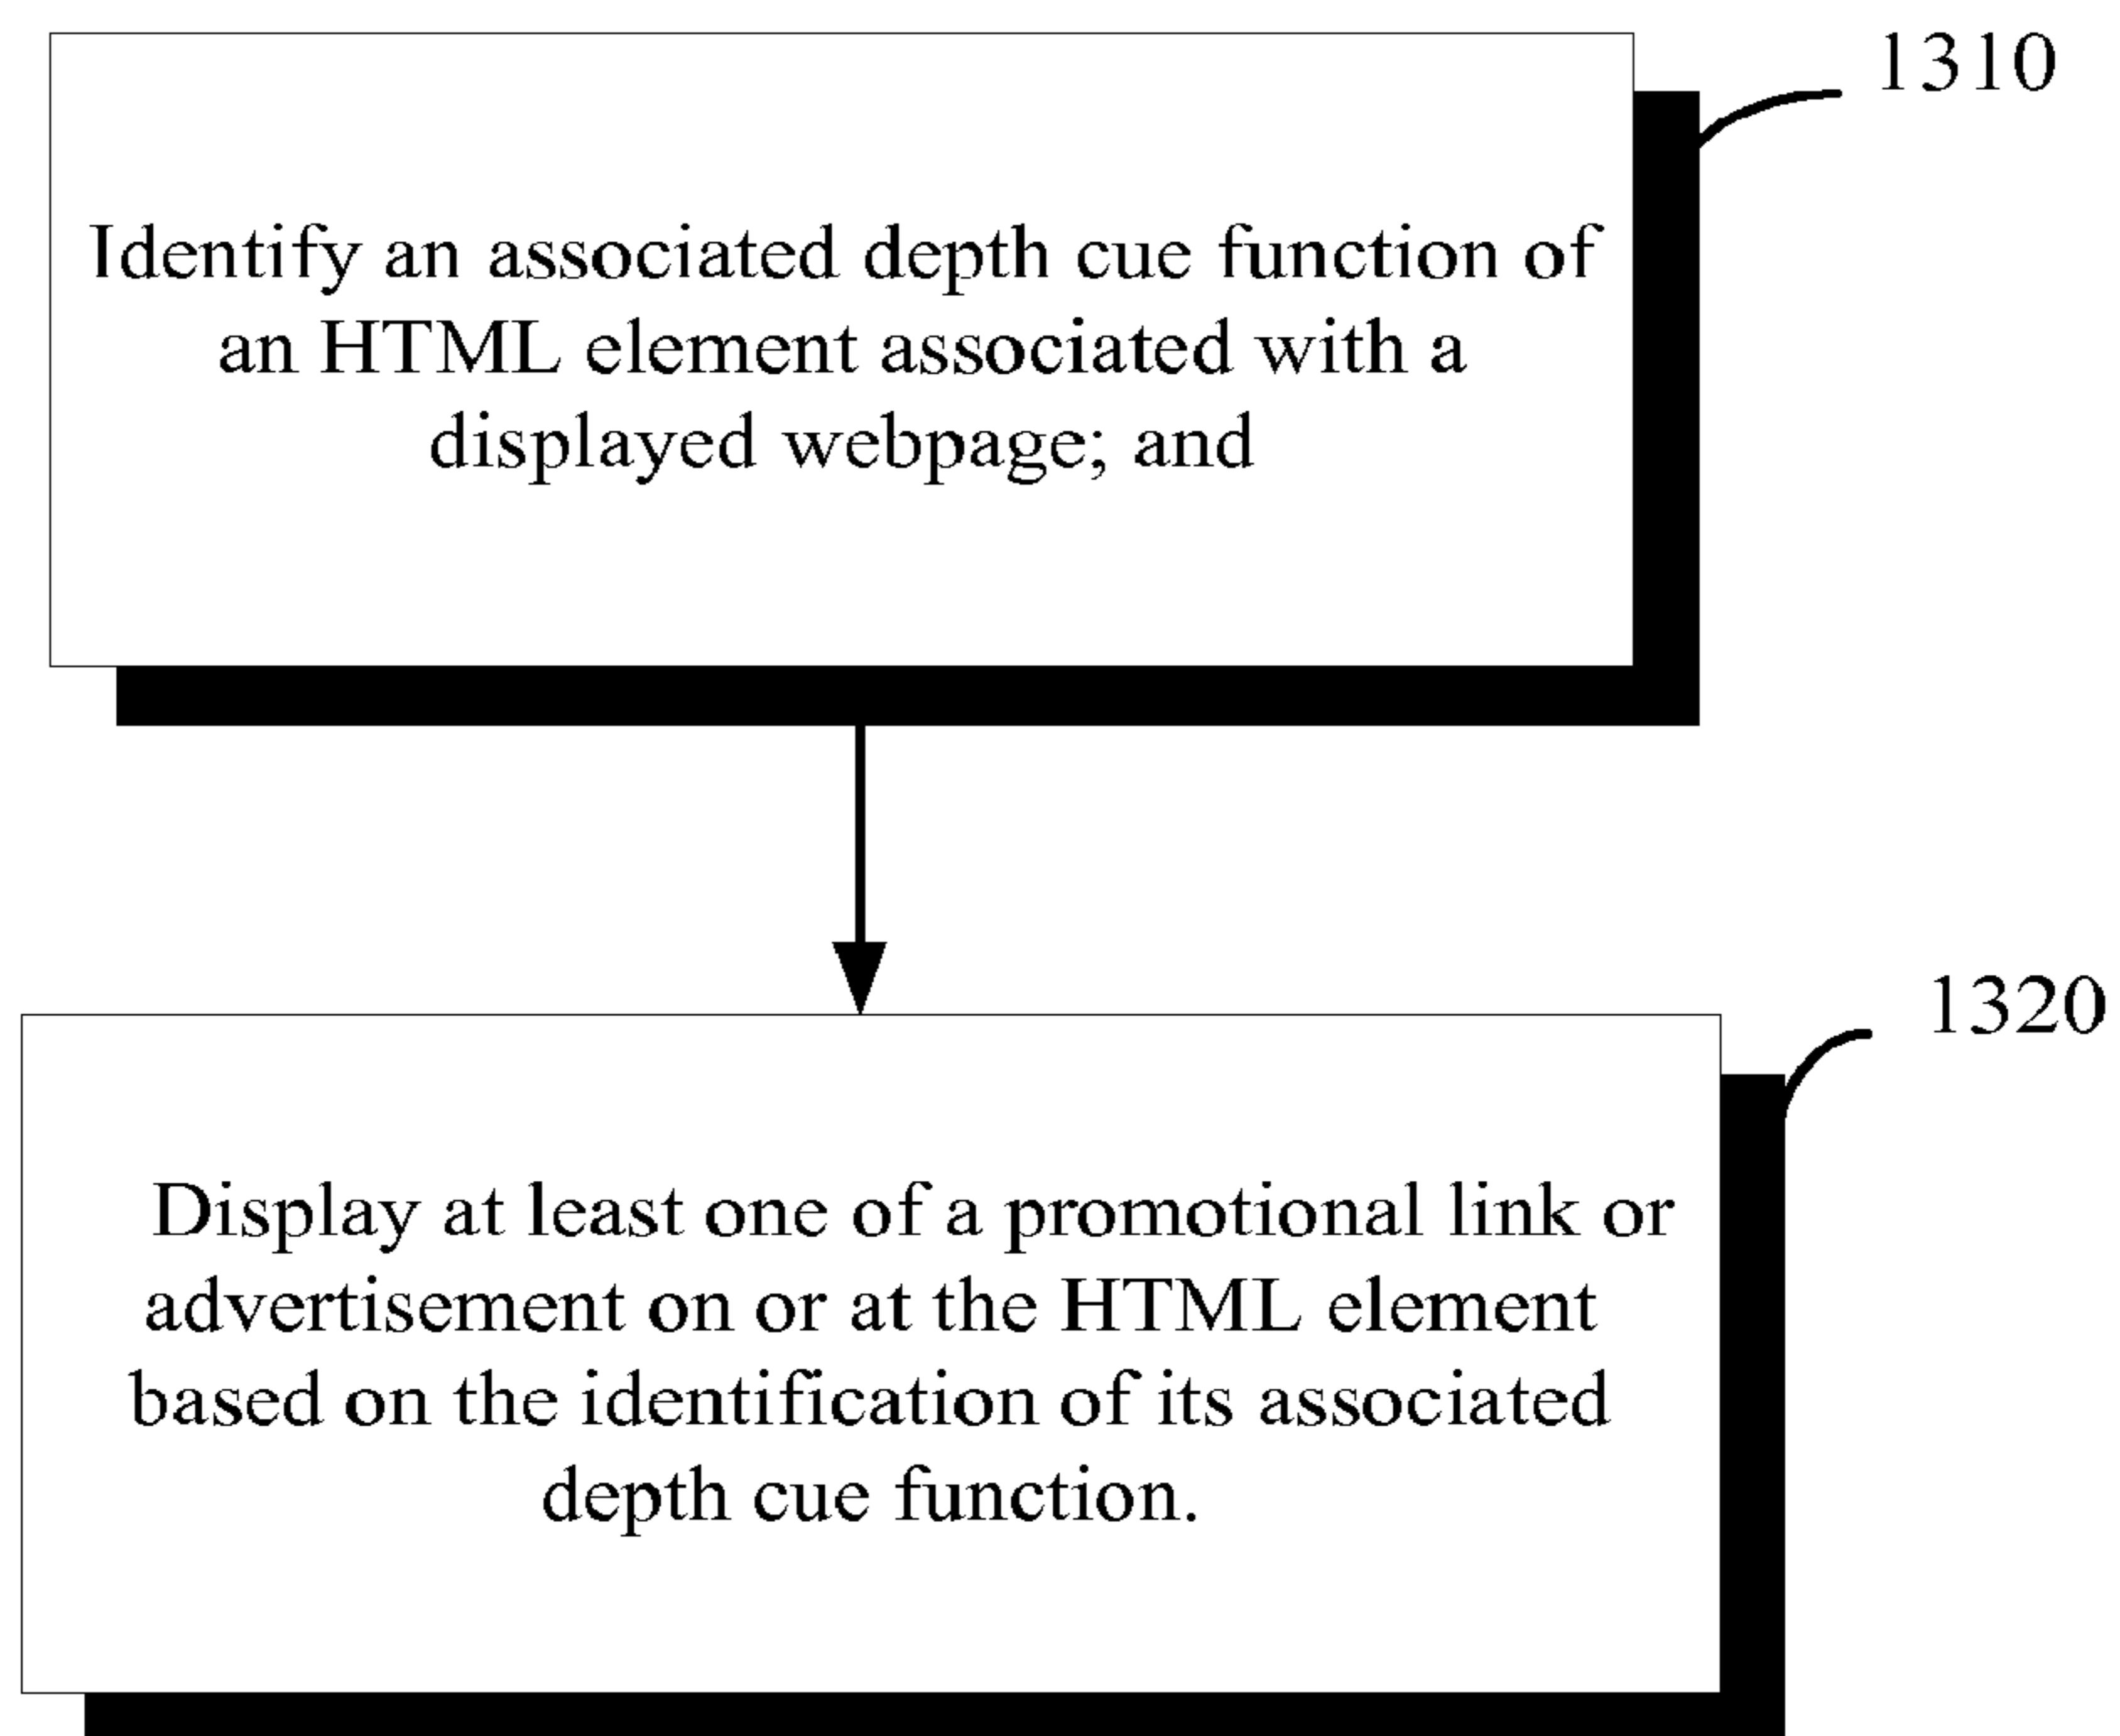 1310
Identify an associated depth cue function of
an HTML element associated with a
displayed webpage; and
1320
Display at least one of a promotional link or
advertisement on or at the HTML element
based on the identification of its associated
depth cue function.